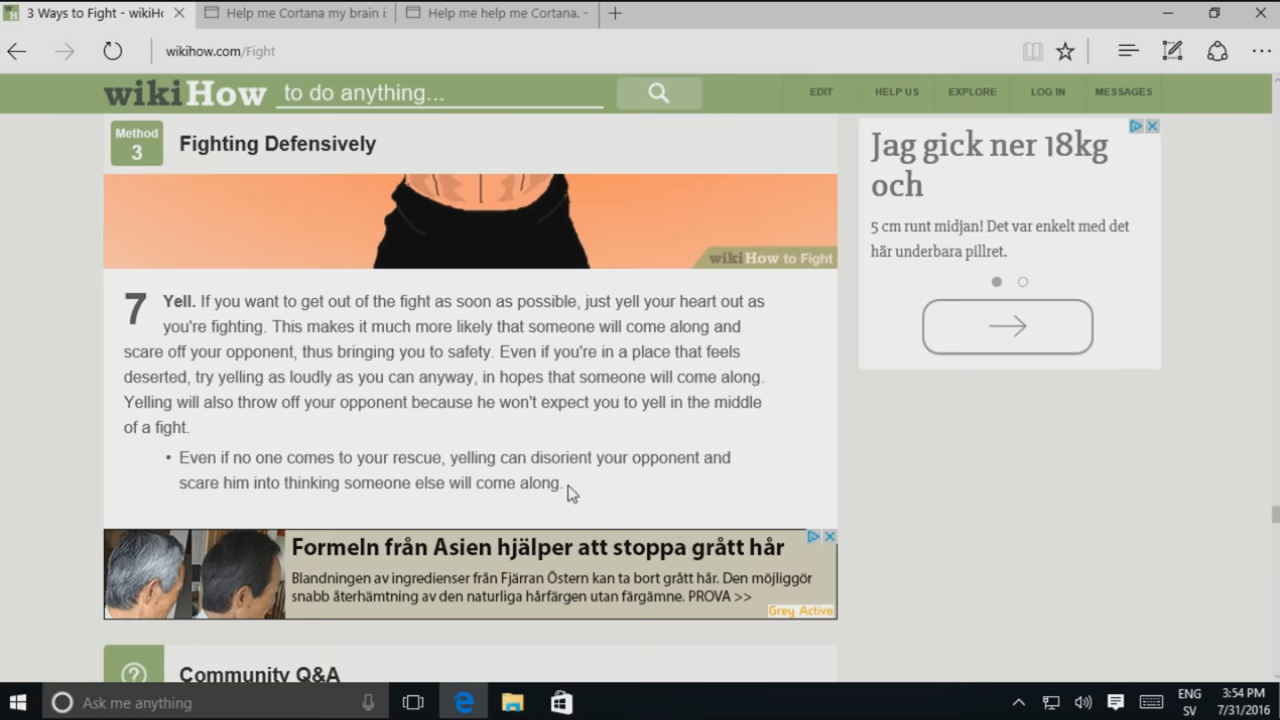 3 Ways to Fight - wikiHo
Help me Cortana my brain i
Help me help me Cortana. -
wikihow.com/Fight
wikiHow to do anything...
EDIT
HELP US
EXPLORE
LOG IN
MESSAGES
Method
3
Fighting Defensively
wikiHow to Fight
7 Yell. If you want to get out of the fight as soon as possible, just yell your heart out as
you're fighting. This makes it much more likely that someone will come along and
scare off your opponent, thus bringing you to safety. Even if you're in a place that feels
deserted, try yelling as loudly as you can anyway, in hopes that someone will come along.
Yelling will also throw off your opponent because he won't expect you to yell in the middle
of a fight.
• Even if no one comes to your rescue, yelling can disorient your opponent and
scare him into thinking someone else will come along.
Jag gick ner 18kg
och
5 cm runt midjan! Det var enkelt med det
här underbara pillret.
Formeln från Asien hjälper att stoppa grått hår
Blandningen av ingredienser från Fjärran Östern kan ta bort grått hår. Den möjliggör
snabb återhämtning av den naturliga hårfärgen utan färgämne. PROVA >>
Grey Active
Community Q&A
Ask me anything
ENG
SV
3:54 PM
7/31/2016